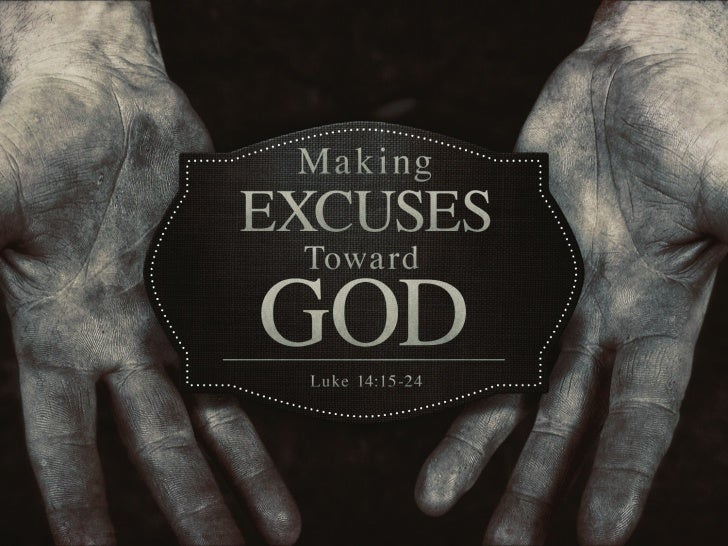 Making
EXCUSES
Toward
GOD
Luke 14:15-24